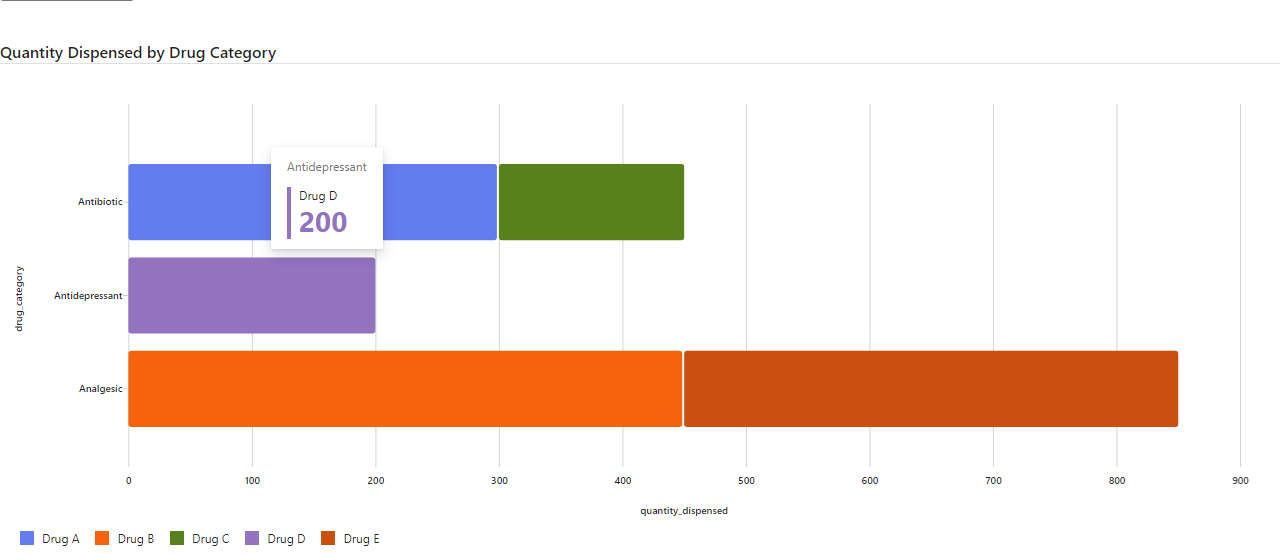 Quantity Dispensed by Drug Category
Antidepressant
Drug D
200
Antibiotic
Antidepressant
Analgesic
drug_category
0 100 200 300 400 500 600 700 800 900
quantity_dispensed
Drug A Drug B Drug C Drug D Drug E